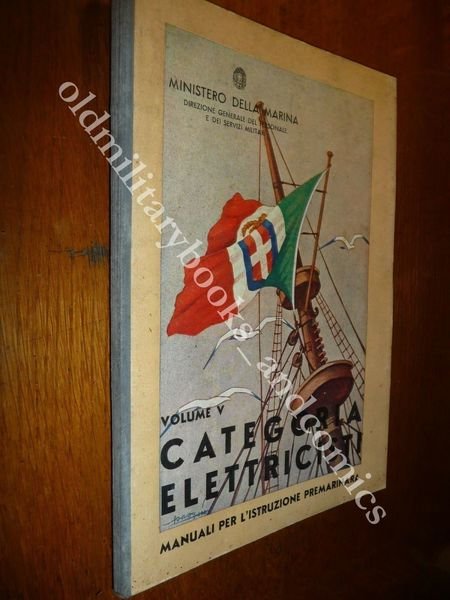 MINISTERO DELLA MARINA
DIREZIONE GENERALE DEL PERSONALE
E DEI SERVIZI MILITARI
VOLUME V
CATEGORIA
ELETTRICISTI
MANUALI PER L'ISTRUZIONE PREMARINARA
oldmilitarybooks_andcomics